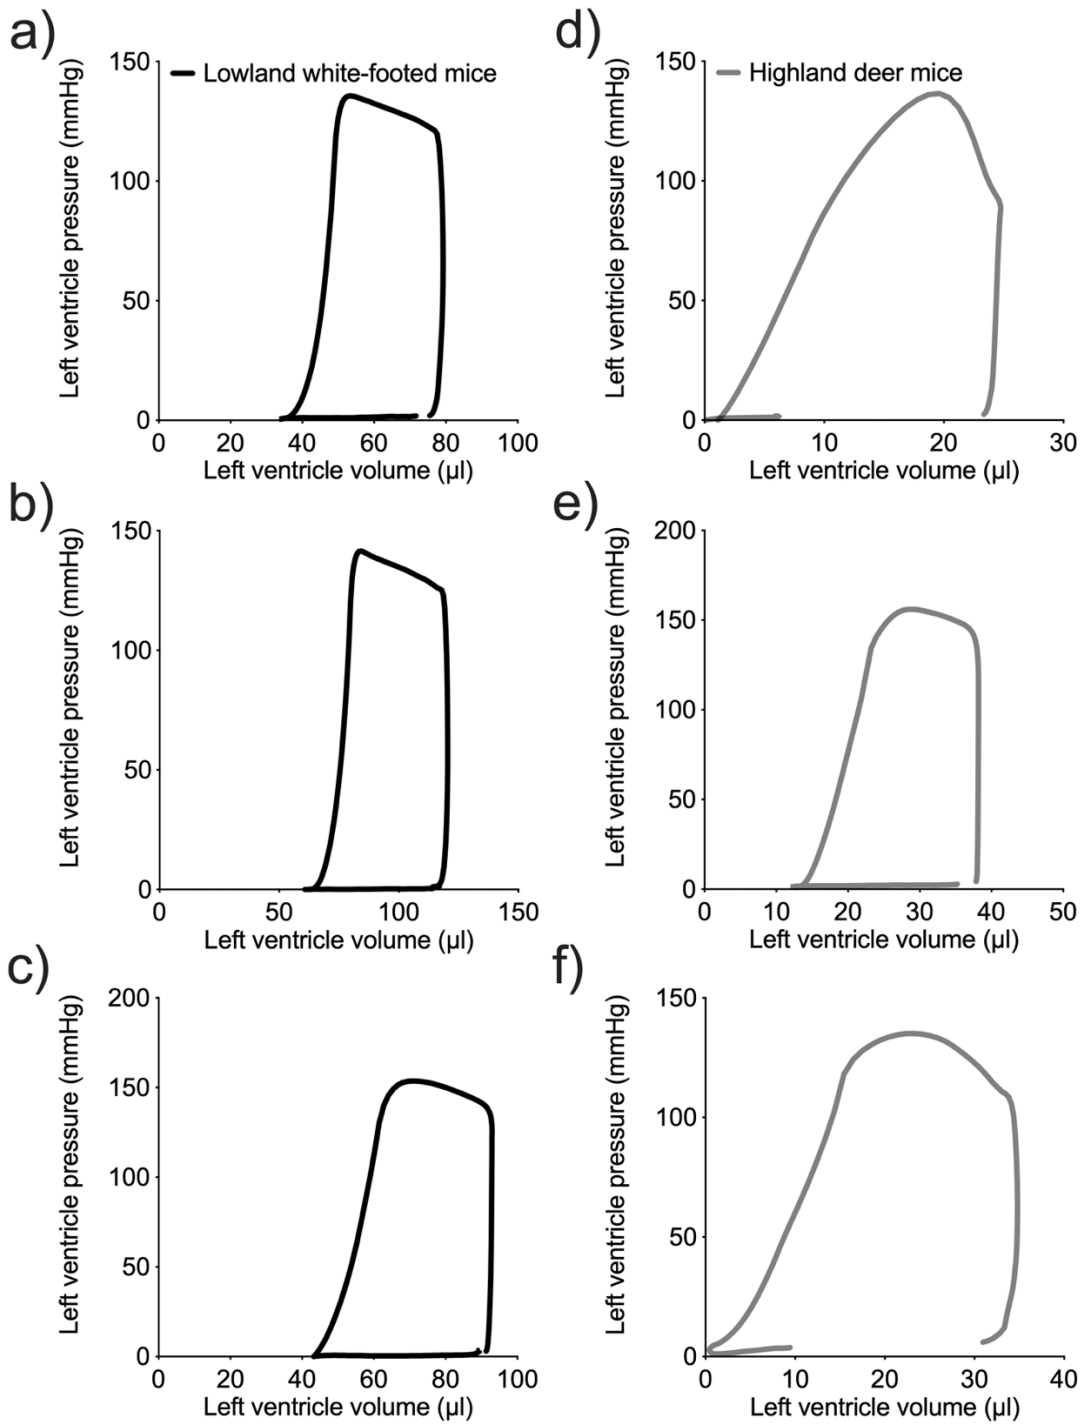 a)
Left ventricle pressure (mmHg)
150
100
50
0
Lowland white-footed mice
0 20 40 60 80 100
Left ventricle volume (µl)
d)
Left ventricle pressure (mmHg)
150
100
50
0
Highland deer mice
0 10 20 30
Left ventricle volume (µl)
b)
Left ventricle pressure (mmHg)
150
100
50
0
0 50 100 150
Left ventricle volume (µl)
e)
Left ventricle pressure (mmHg)
200
150
100
50
0
0 10 20 30 40 50
Left ventricle volume (µl)
c)
Left ventricle pressure (mmHg)
200
150
100
50
0
0 20 40 60 80 100
Left ventricle volume (µl)
f)
Left ventricle pressure (mmHg)
150
100
50
0
0 10 20 30 40
Left ventricle volume (µl)